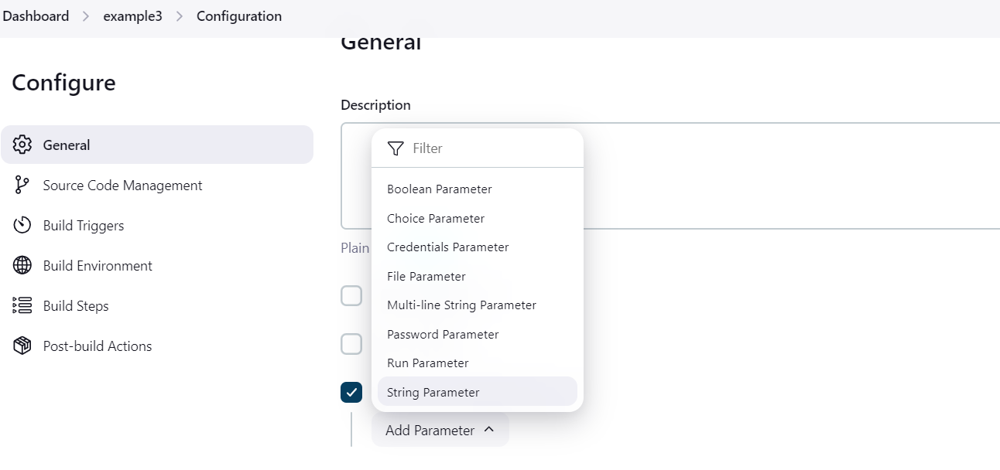 Dashboard > example3 > Configuration
General
Configure
Description
General
Source Code Management
Build Triggers
Build Environment
Build Steps
Post-build Actions
Plain
Filter
Boolean Parameter
Choice Parameter
Credentials Parameter
File Parameter
Multi-line String Parameter
Password Parameter
Run Parameter
String Parameter
Add Parameter